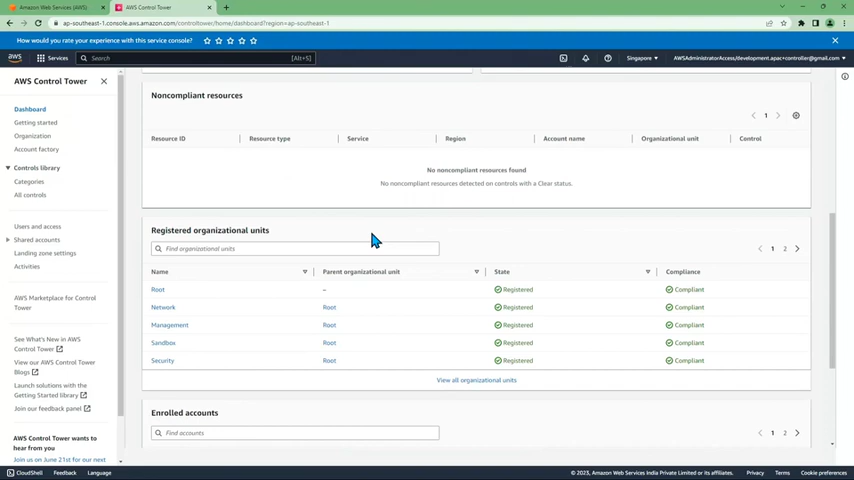 Amazon Web Services (AWS)
AWS Control Tower
ap-southeast-1.console.aws.amazon.com/controltower/home/dashboard?region=ap-southeast-1
How would you rate your experience with this service console?
aws
Services
Search
[Alt+S]
Singapore
AWSAdministratorAccess/development.apac+controller@gmail.com
AWS Control Tower
Dashboard
Getting started
Organization
Account factory
Controls library
Categories
All controls
Users and access
Shared accounts
Landing zone settings
Activities
AWS Marketplace for Control
Tower
See What's New in AWS
Control Tower
View our AWS Control Tower
Blogs
Launch solutions with the
Getting Started library
Join our feedback panel
AWS Control Tower wants to
hear from you
Join us on June 21st for our next
Noncompliant resources
1
Resource ID
Resource type
Service
Region
Account name
Organizational unit
Control
No noncompliant resources found
No noncompliant resources detected on controls with a Clear status.
Registered organizational units
Find organizational units
1 2
Name
Parent organizational unit
State
Compliance
Root – Registered Compliant
Network Root Registered Compliant
Management Root Registered Compliant
Sandbox Root Registered Compliant
Security Root Registered Compliant
View all organizational units
Enrolled accounts
Find accounts
1 2
CloudShell
Feedback
Language
© 2023, Amazon Web Services India Private Limited or its affiliates.
Privacy
Terms
Cookie preferences